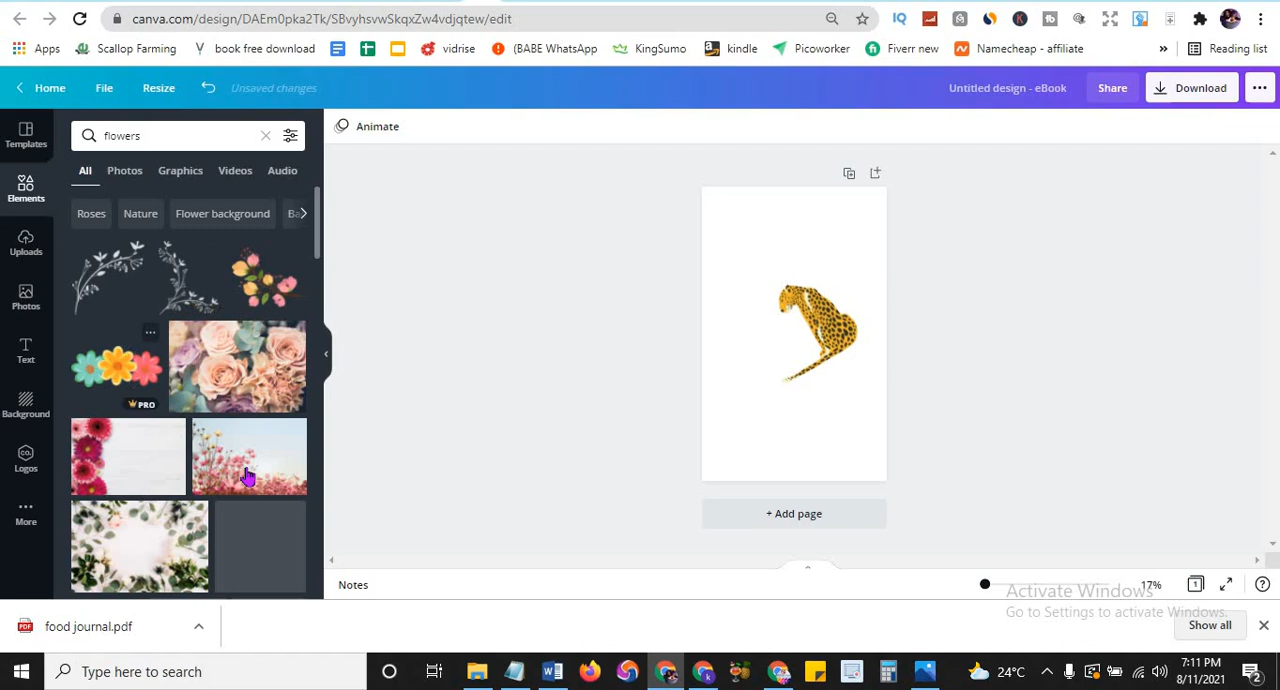 canva.com/design/DAEm0pka2Tk/SBvyhsvwSkqxZw4vdjqtew/edit
Apps Scallop Farming book free download vidrise (BABE WhatsApp KingSumo kindle Picoworker Fiverr new Namecheap - affiliate » Reading list
Home File Resize Unsaved changes Untitled design - eBook Share Download
Templates
flowers
Animate
All Photos Graphics Videos Audio
Elements
Roses Nature Flower background Ba
Uploads
Photos
Text
PRO
Background
CO.
Logos
More
+ Add page
Notes 17% 1
Activate Windows
Go to Settings to activate Windows.
food journal.pdf Show all
Type here to search 24°C 7:11 PM
8/11/2021 2